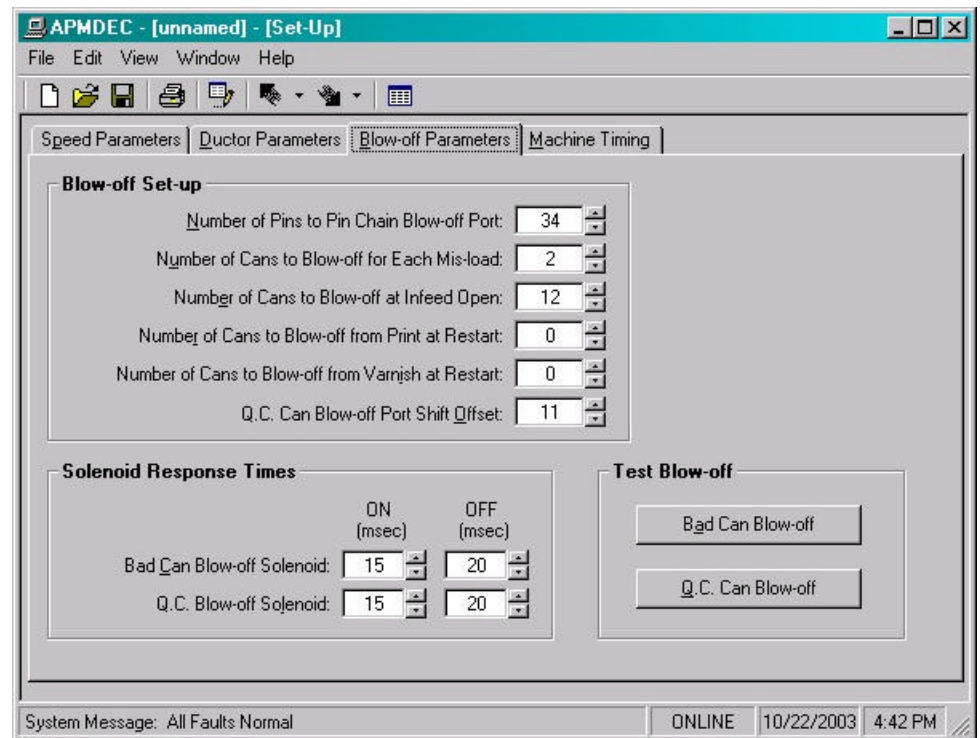 APMDEC - [unnamed] - [Set-Up]
File Edit View Window Help
Speed Parameters Ductor Parameters Blow-off Parameters Machine Timing
Blow-off Set-up
Number of Pins to Pin Chain Blow-off Port: 34
Number of Cans to Blow-off for Each Mis-load: 2
Number of Cans to Blow-off at Infeed Open: 12
Number of Cans to Blow-off from Print at Restart: 0
Number of Cans to Blow-off from Varnish at Restart: 0
Q.C. Can Blow-off Port Shift Offset: 11
Solenoid Response Times
ON OFF
(msec) (msec)
Bad Can Blow-off Solenoid: 15 20
Q.C. Blow-off Solenoid: 15 20
Test Blow-off
Bad Can Blow-off
Q.C. Can Blow-off
System Message: All Faults Normal ONLINE 10/22/2003 4:42 PM